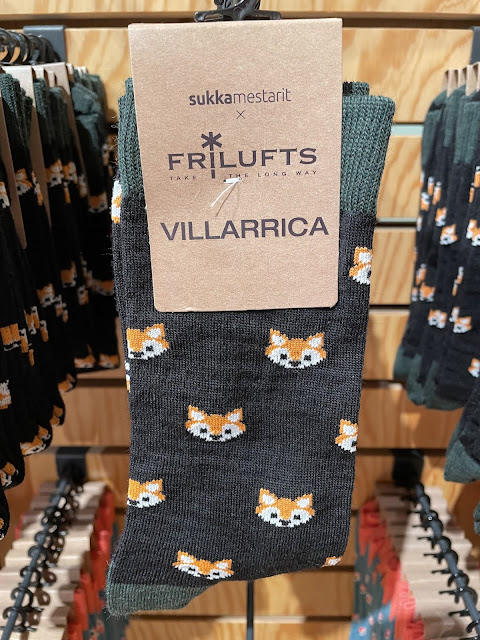 sukkamestarit
×
FRiLUFTS
TAKE THE LONG WAY
VILLARRICA